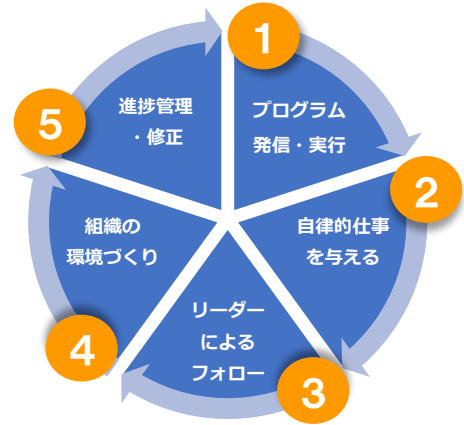 1
プログラム
発信・実行
2
自律的仕事
を与える
3
リーダー
による
フォロー
4
組織の
環境づくり
5
進捗管理
・修正